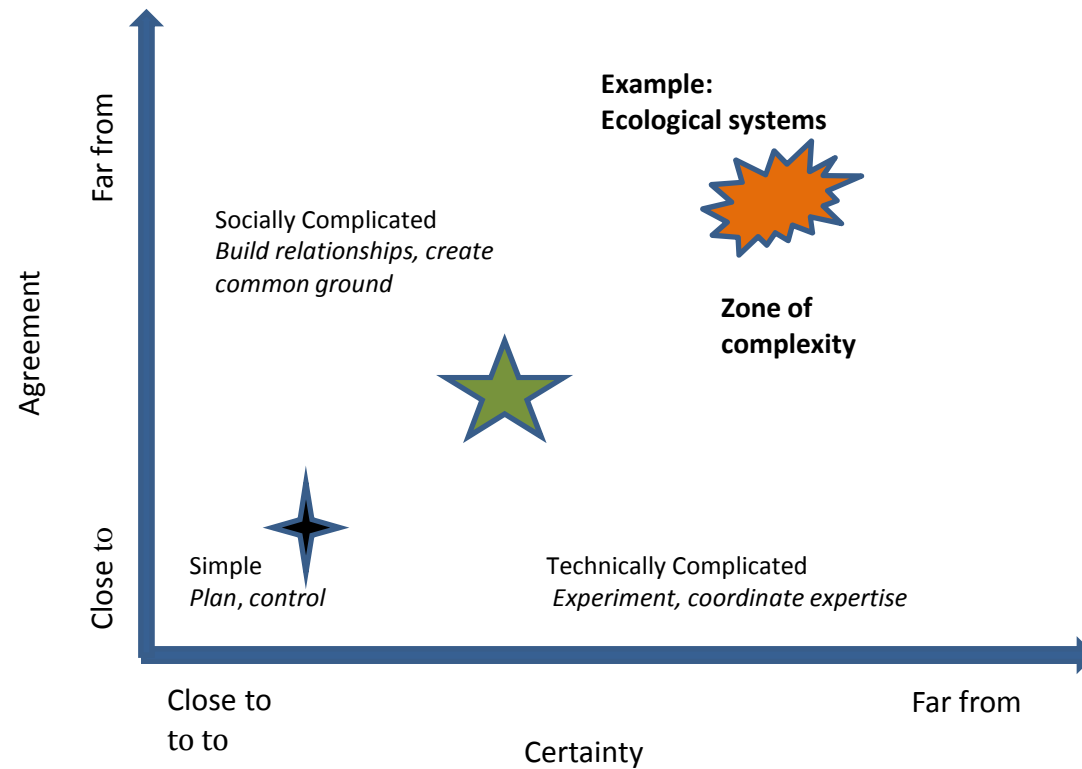 Example:
Ecological systems
Far from
Socially Complicated
Build relationships, create
common ground
Zone of
complexity
Agreement
Close to
Simple
Plan, control
Technically Complicated
Experiment, coordinate expertise
Close to
to to
Far from
Certainty